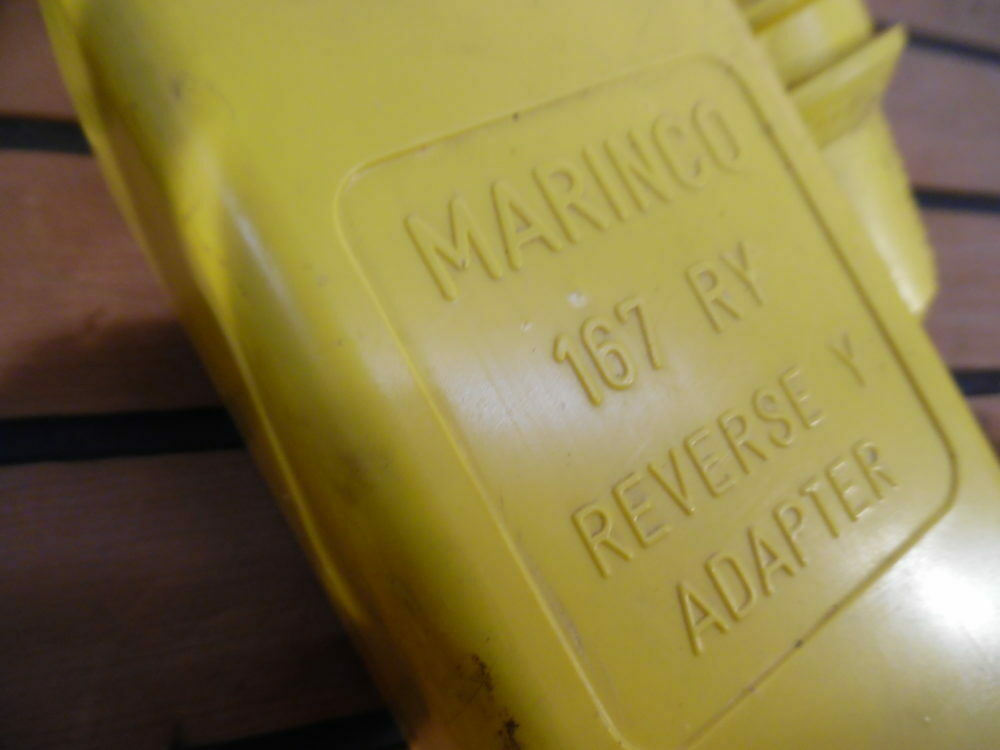 MARINCO
167 RY
REVERSE Y
ADAPTER